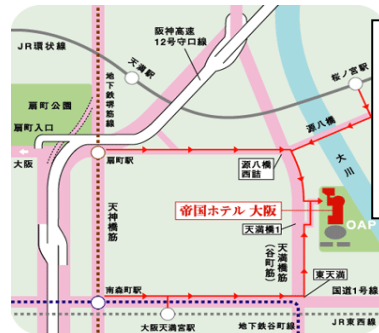 阪神高速
12号守口線
JR環状線
天満駅
桜ノ宮駅
地下鉄堺筋線
扇町公園
扇町入口
源八橋
大阪
扇町駅
源八橋
西詰
大川
帝国ホテル 大阪
OAP
天神橋筋
天満橋1
天満橋筋
(谷町筋)
東天満
南森町駅
国道1号線
大阪天満宮駅
地下鉄谷町線
JR東西線